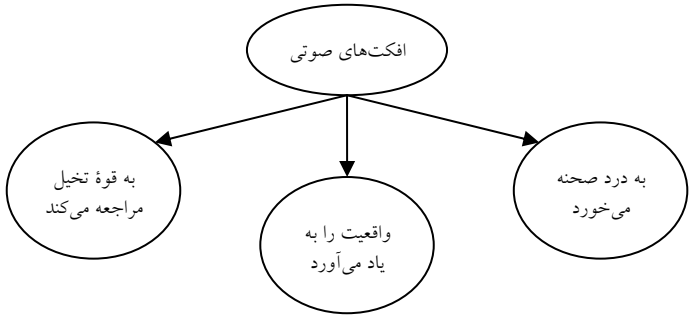 افکت‌های صوتی
به درد صحنه
می‌خورد
واقعیت را به
یاد می‌آورد
به قوهٔ تخیل
مراجعه می‌کند